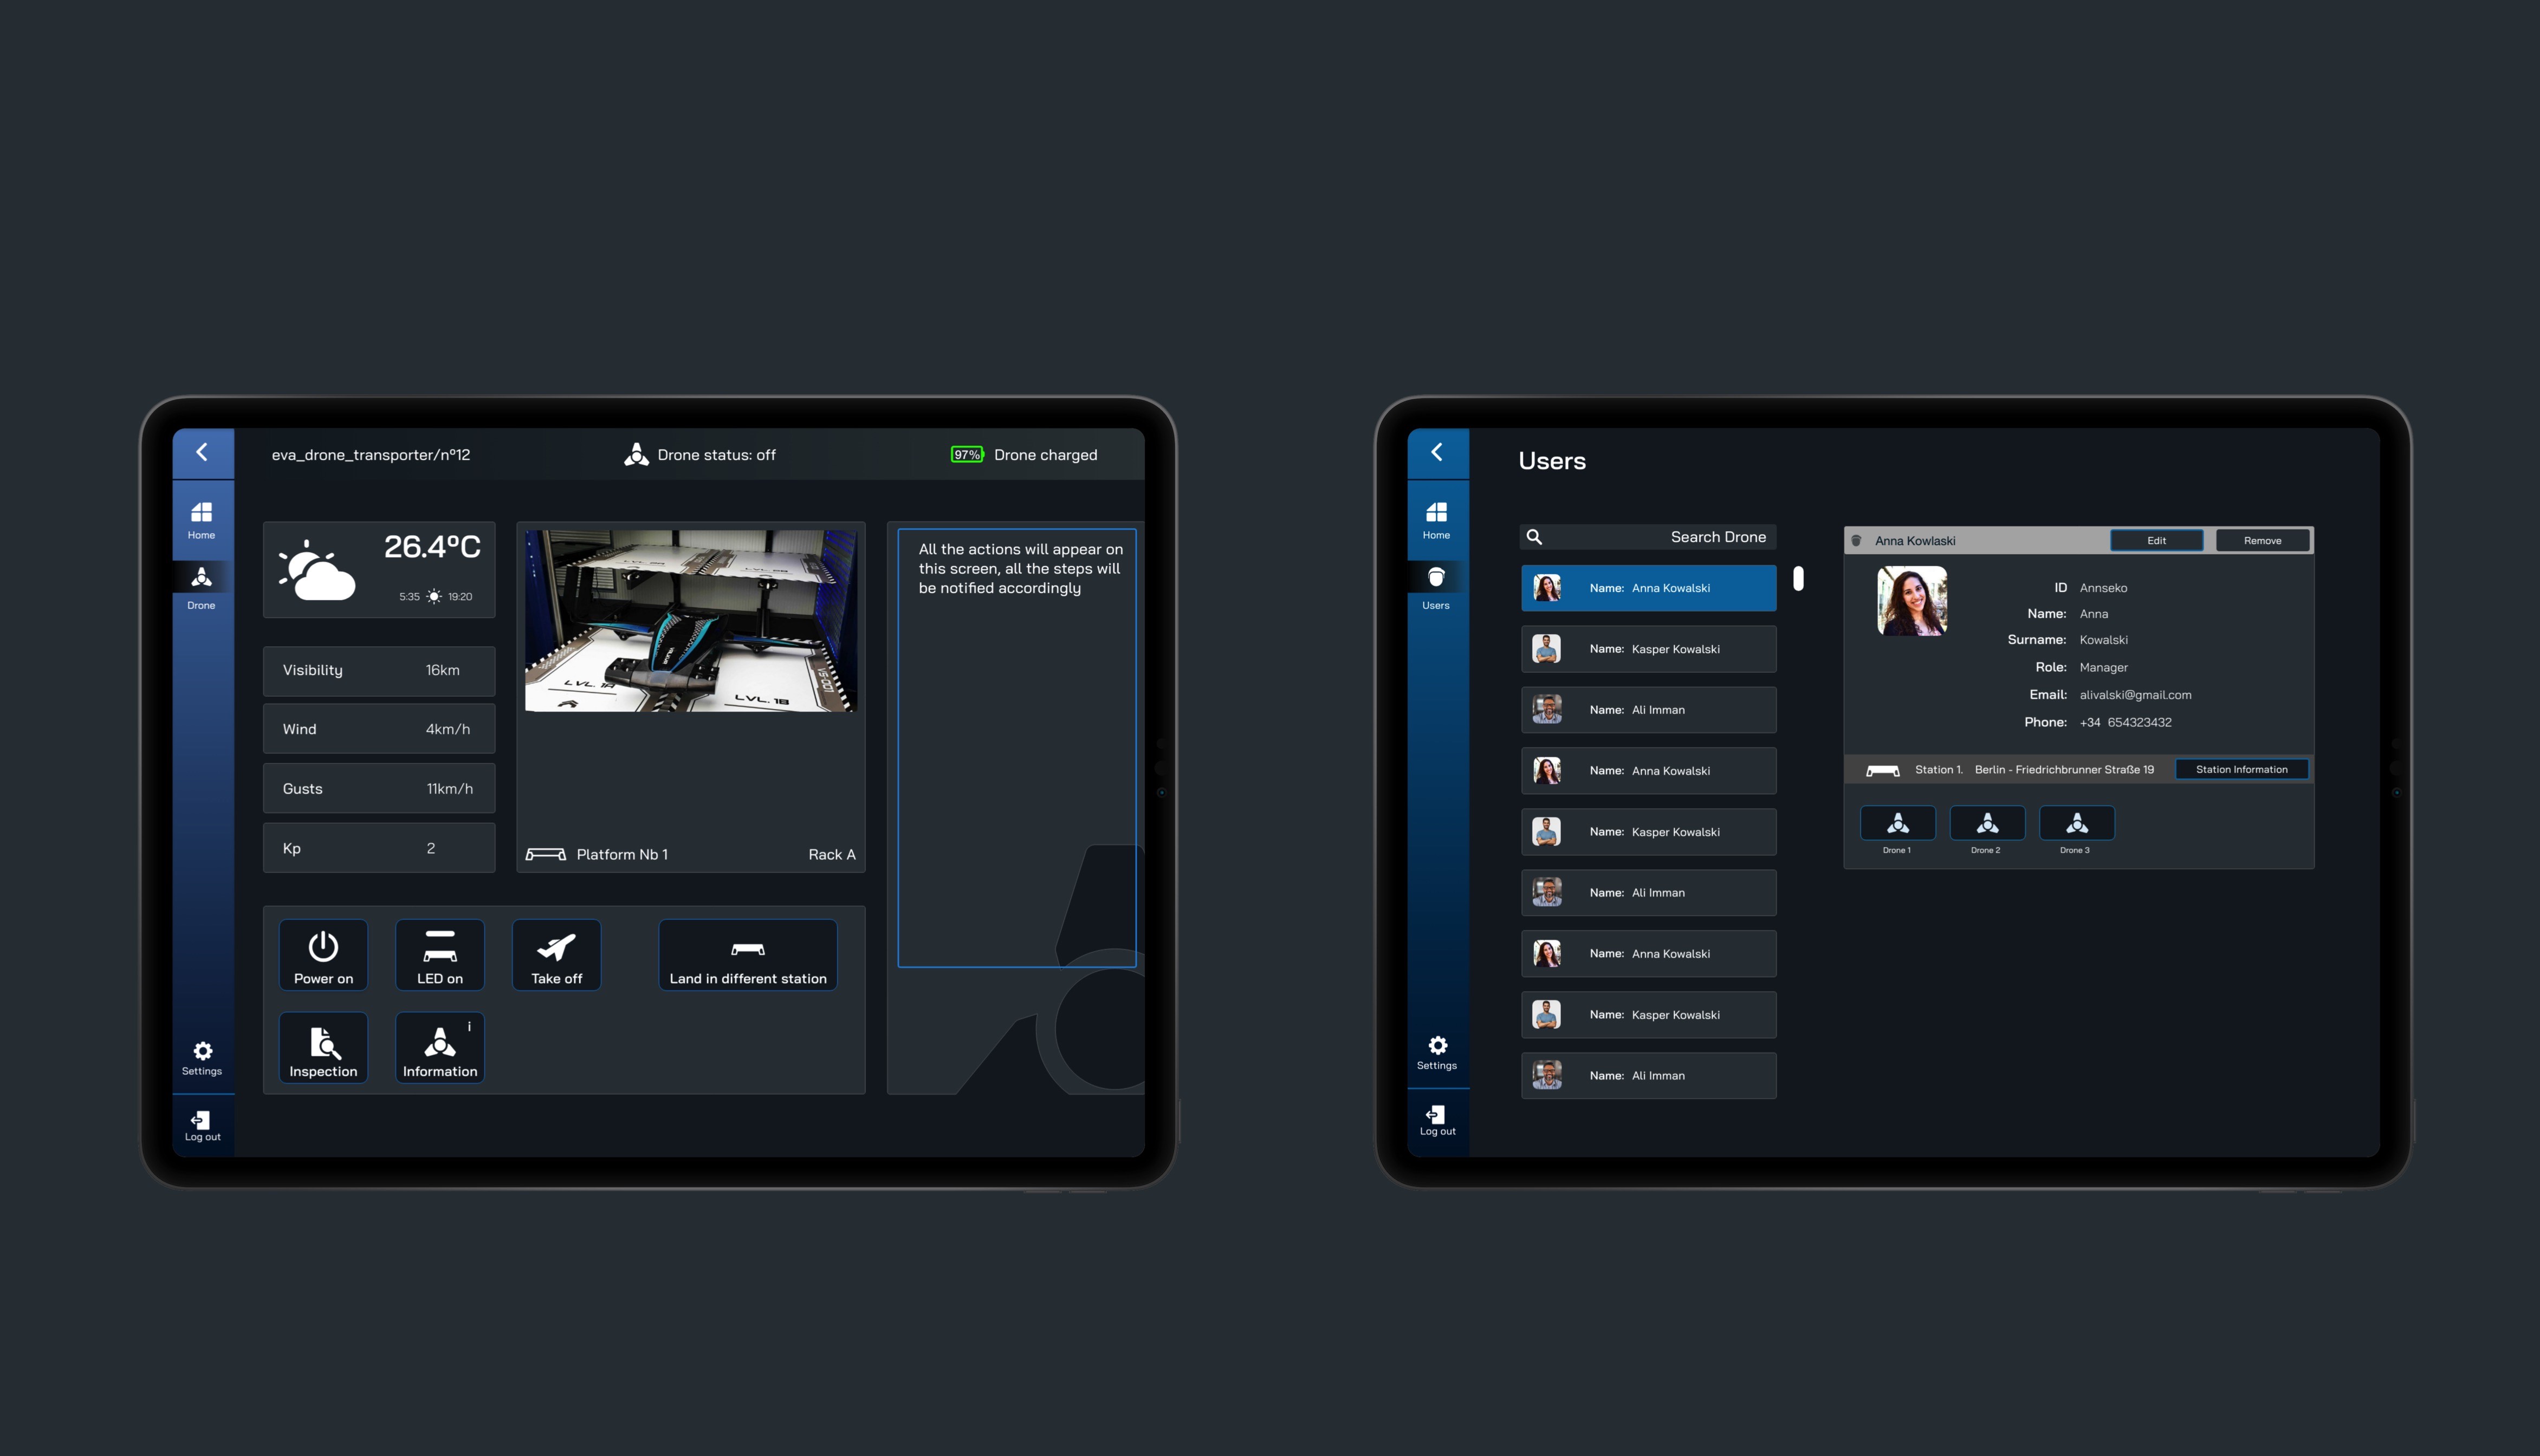 eva_drone_transporter/nº12
Drone status: off
97%
Drone charged
Home
Drone
Settings
Log out
26.4ºC
5:35
19:20
Visibility
16km
Wind
4km/h
Gusts
11km/h
Kp
2
LVL. 1A
LVL. 1B
Platform Nb 1
Rack A
All the actions will appear on
this screen, all the steps will
be notified accordingly
Power on
LED on
Take off
Land in different station
Inspection
i
Information
Users
Home
Users
Settings
Log out
Search Drone
Name: Anna Kowalski
Name: Kasper Kowalski
Name: Ali Imman
Name: Anna Kowalski
Name: Kasper Kowalski
Name: Ali Imman
Name: Anna Kowalski
Name: Kasper Kowalski
Name: Ali Imman
Anna Kowlaski
Edit
Remove
ID Annseko
Name: Anna
Surname: Kowalski
Role: Manager
Email: alivalski@gmail.com
Phone: +34 654323432
Station 1. Berlin - Friedrichbrunner Straße 19
Station Information
Drone 1
Drone 2
Drone 3